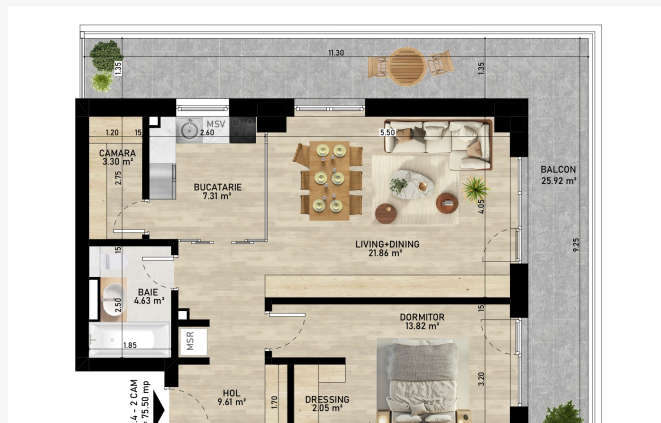 11.30
1.35
1.35
MSV
1.20
15
2.60
5.50
CAMARA
3.30 m²
BALCON
25.92 m²
2.75
BUCATARIE
7.31 m²
4.05
9.25
LIVING+DINING
21.86 m²
15
BAIE
4.63 m²
2.50
15
DORMITOR
13.82 m²
MSR
1.85
3.20
HOL
9.61 m²
1.70
DRESSING
2.05 m²
4 - 2 CAM
= 75.50 mp